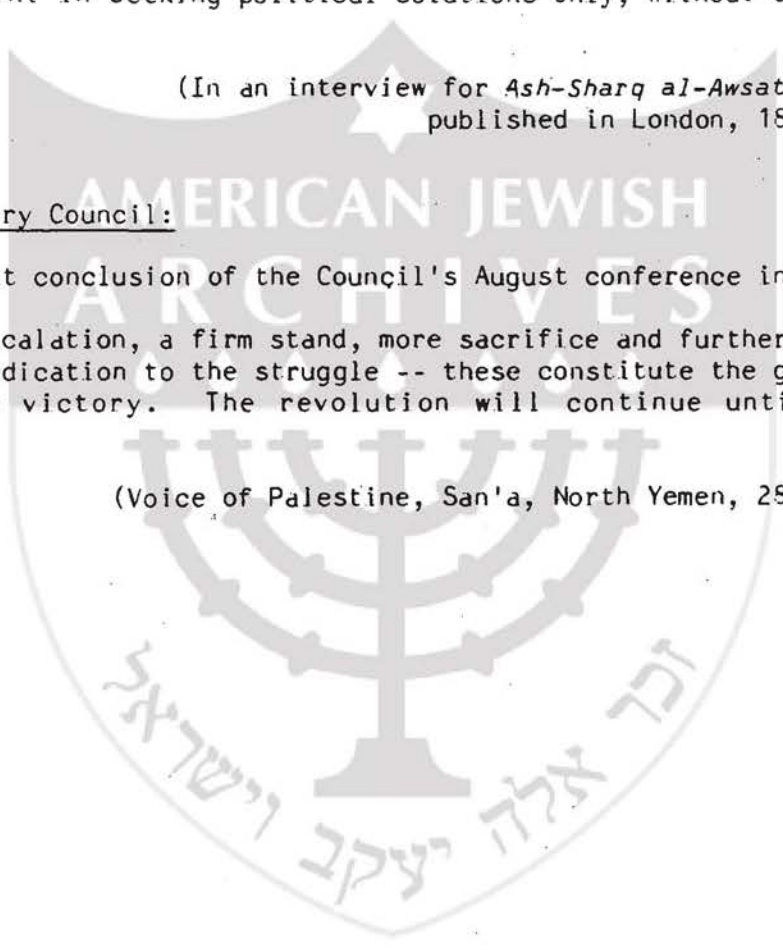 (In an interview for Ash-Sharq al-Awsat
published in London, 18
ry Council:
AMERICAN JEWISH
t conclusion of the Council's August conference in
ARCHIVES
calation, a firm stand, more sacrifice and further
dication to the struggle -- these constitute the g
victory. The revolution will continue unti
(Voice of Palestine, San'a, North Yemen, 28
זכר אלה יעקב וישראל